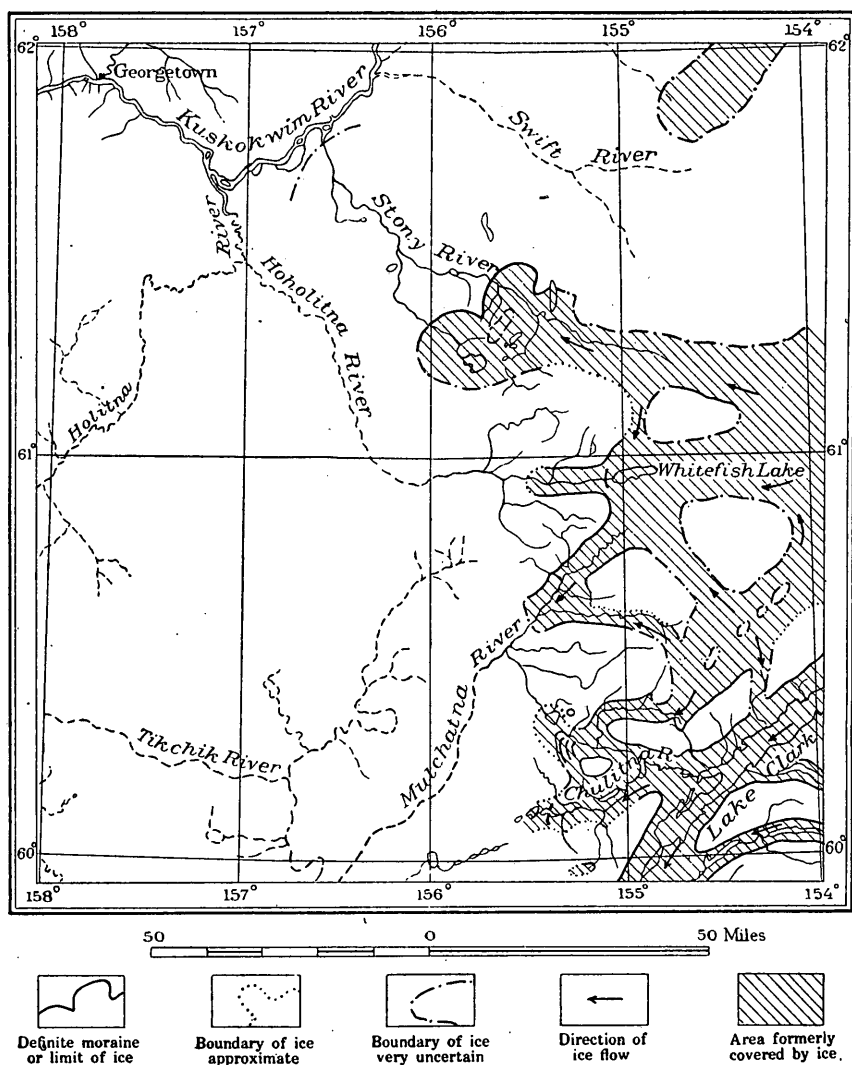 158° 157° 156° 155° 154°
62° 62°
Georgetown
Kuskokwim River
Swift River
Stony River
River
Hoholitna River
Holitna
61° 61°
Whitefish Lake
Mulchatna River
Tikchik River
Chulitna R.
Lake Clark
60° 60°
158° 157° 156° 155° 154°
50 0 50 Miles
Definite moraine
or limit of ice
Boundary of ice
approximate
Boundary of ice
very uncertain
Direction of
ice flow
Area formerly
covered by ice.